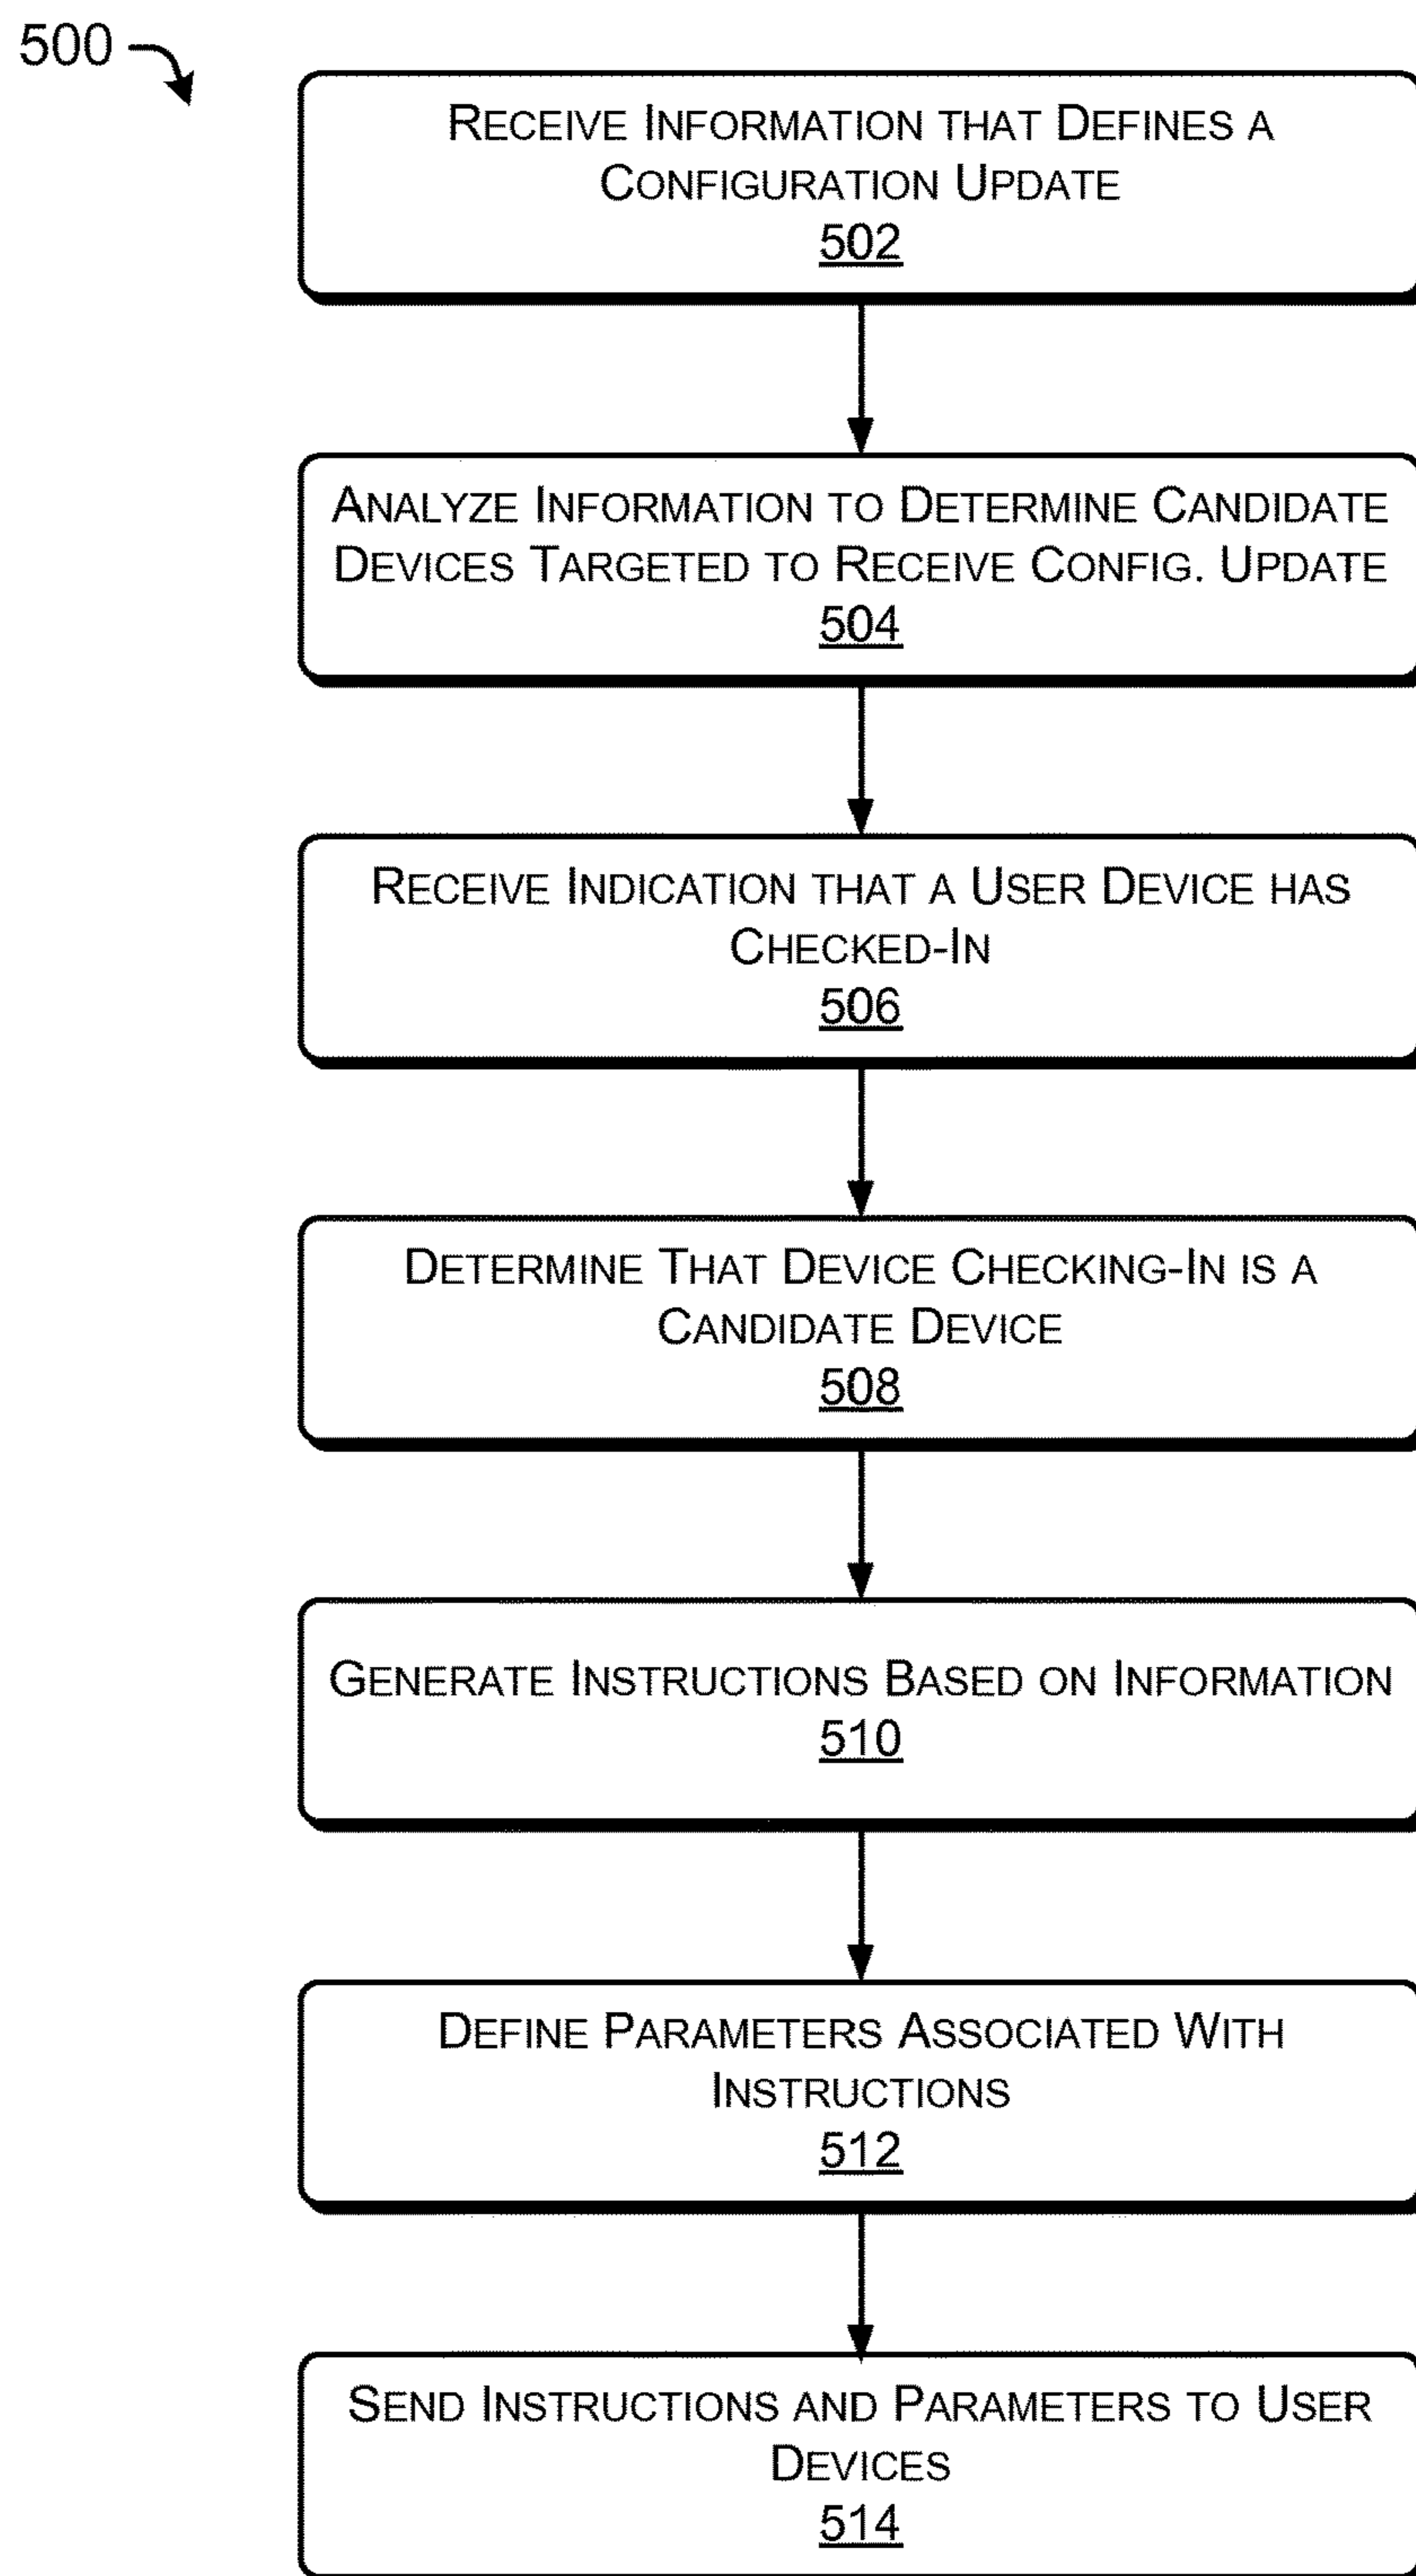 500
RECEIVE INFORMATION THAT DEFINES A
CONFIGURATION UPDATE
502
ANALYZE INFORMATION TO DETERMINE CANDIDATE
DEVICES TARGETED TO RECEIVE CONFIG. UPDATE
504
RECEIVE INDICATION THAT A USER DEVICE HAS
CHECKED-IN
506
DETERMINE THAT DEVICE CHECKING-IN IS A
CANDIDATE DEVICE
508
GENERATE INSTRUCTIONS BASED ON INFORMATION
510
DEFINE PARAMETERS ASSOCIATED WITH
INSTRUCTIONS
512
SEND INSTRUCTIONS AND PARAMETERS TO USER
DEVICES
514